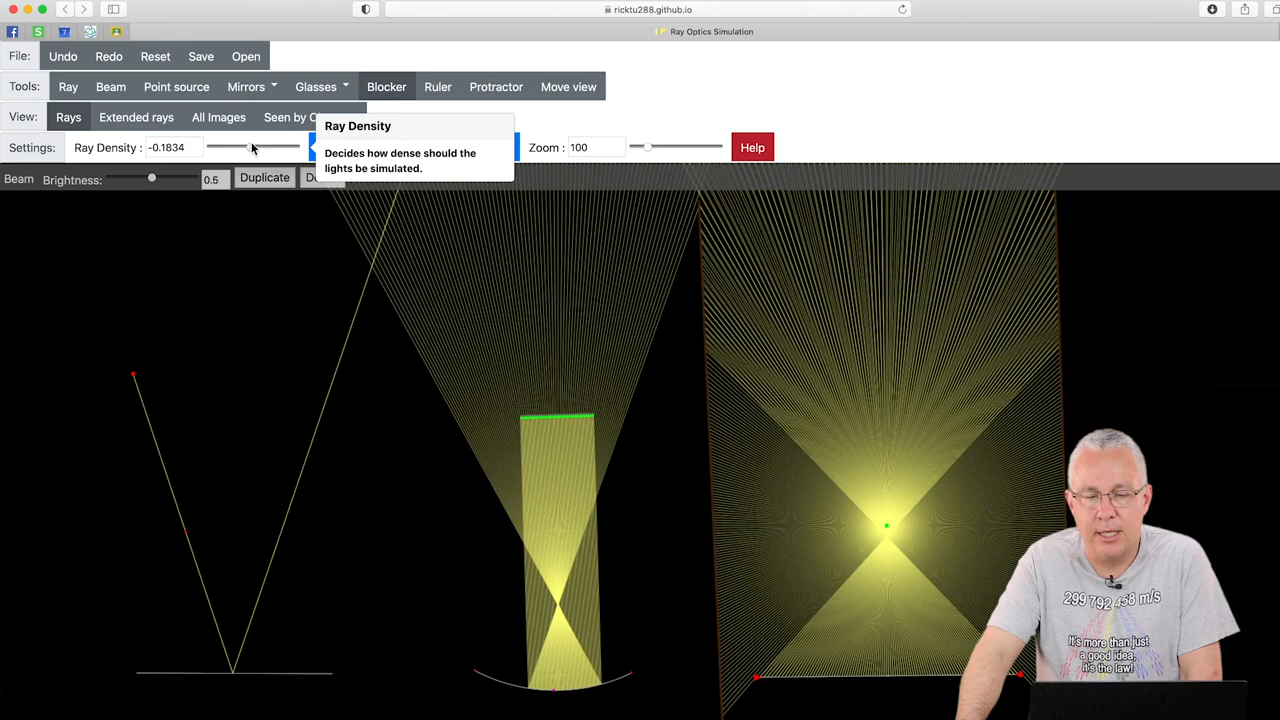 ricktu288.github.io
Ray Optics Simulation
File: Undo Redo Reset Save Open
Tools: Ray Beam Point source Mirrors Glasses Blocker Ruler Protractor Move view
View: Rays Extended rays All Images Seen by
Ray Density
Settings: Ray Density : -0.1834 Zoom : 100 Help
Decides how dense should the
lights be simulated.
Beam Brightness: 0.5 Duplicate
299 792 458 m/s
It's more than just
a good idea,
it's the law!